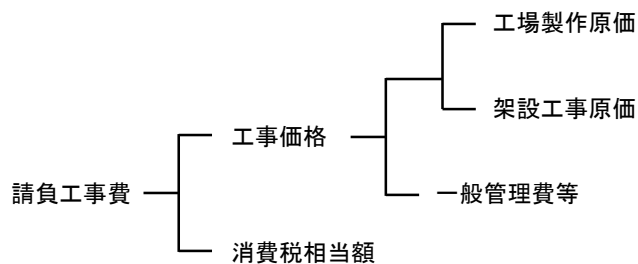 工場製作原価
架設工事原価
工事価格
請負工事費
一般管理費等
消費税相当額